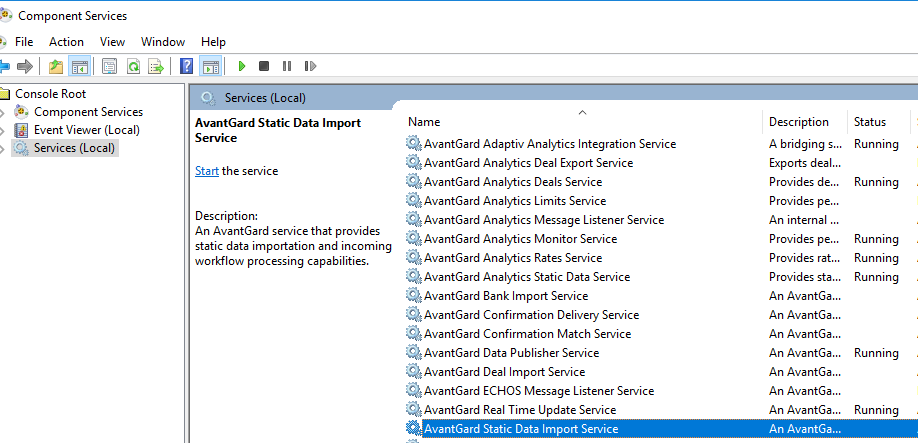 Component Services
File Action View Window Help
Console Root
Component Services
Event Viewer (Local)
Services (Local)
Services (Local)
AvantGard Static Data Import
Service
Start the service
Description:
An AvantGard service that provides
static data importation and incoming
workflow processing capabilities.
Name Description Status
AvantGard Adaptiv Analytics Integration Service A bridging s... Running
AvantGard Analytics Deal Export Service Exports deal...
AvantGard Analytics Deals Service Provides de... Running
AvantGard Analytics Limits Service Provides pe...
AvantGard Analytics Message Listener Service An internal ...
AvantGard Analytics Monitor Service Provides pe... Running
AvantGard Analytics Rates Service Provides rat... Running
AvantGard Analytics Static Data Service Provides sta... Running
AvantGard Bank Import Service An AvantGa...
AvantGard Confirmation Delivery Service An AvantGa...
AvantGard Confirmation Match Service An AvantGa...
AvantGard Data Publisher Service An AvantGa... Running
AvantGard Deal Import Service An AvantGa...
AvantGard ECHOS Message Listener Service An AvantGa...
AvantGard Real Time Update Service An AvantGa... Running
AvantGard Static Data Import Service An AvantGa...